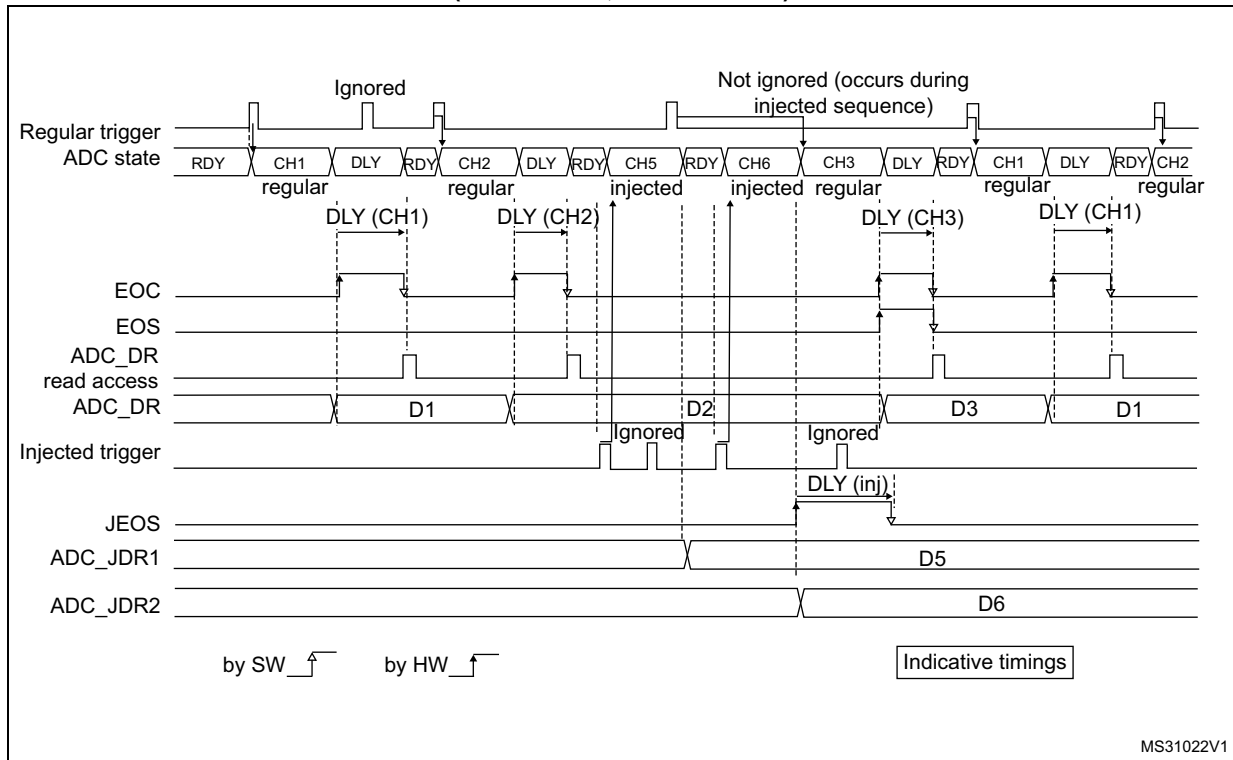 Ignored
Not ignored (occurs during
injected sequence)
Regular trigger
ADC state
RDY CH1 DLY RDY CH2 DLY RDY CH5 RDY CH6 CH3 DLY RDY CH1 DLY RDY CH2
regular regular injected injected regular regular regular
DLY (CH1) DLY (CH2) DLY (CH3) DLY (CH1)
EOC
EOS
ADC_DR
read access
ADC_DR D1 D2 D3 D1
Ignored Ignored
Injected trigger
DLY (inj)
JEOS
ADC_JDR1 D5
ADC_JDR2 D6
by SW by HW Indicative timings
MS31022V1